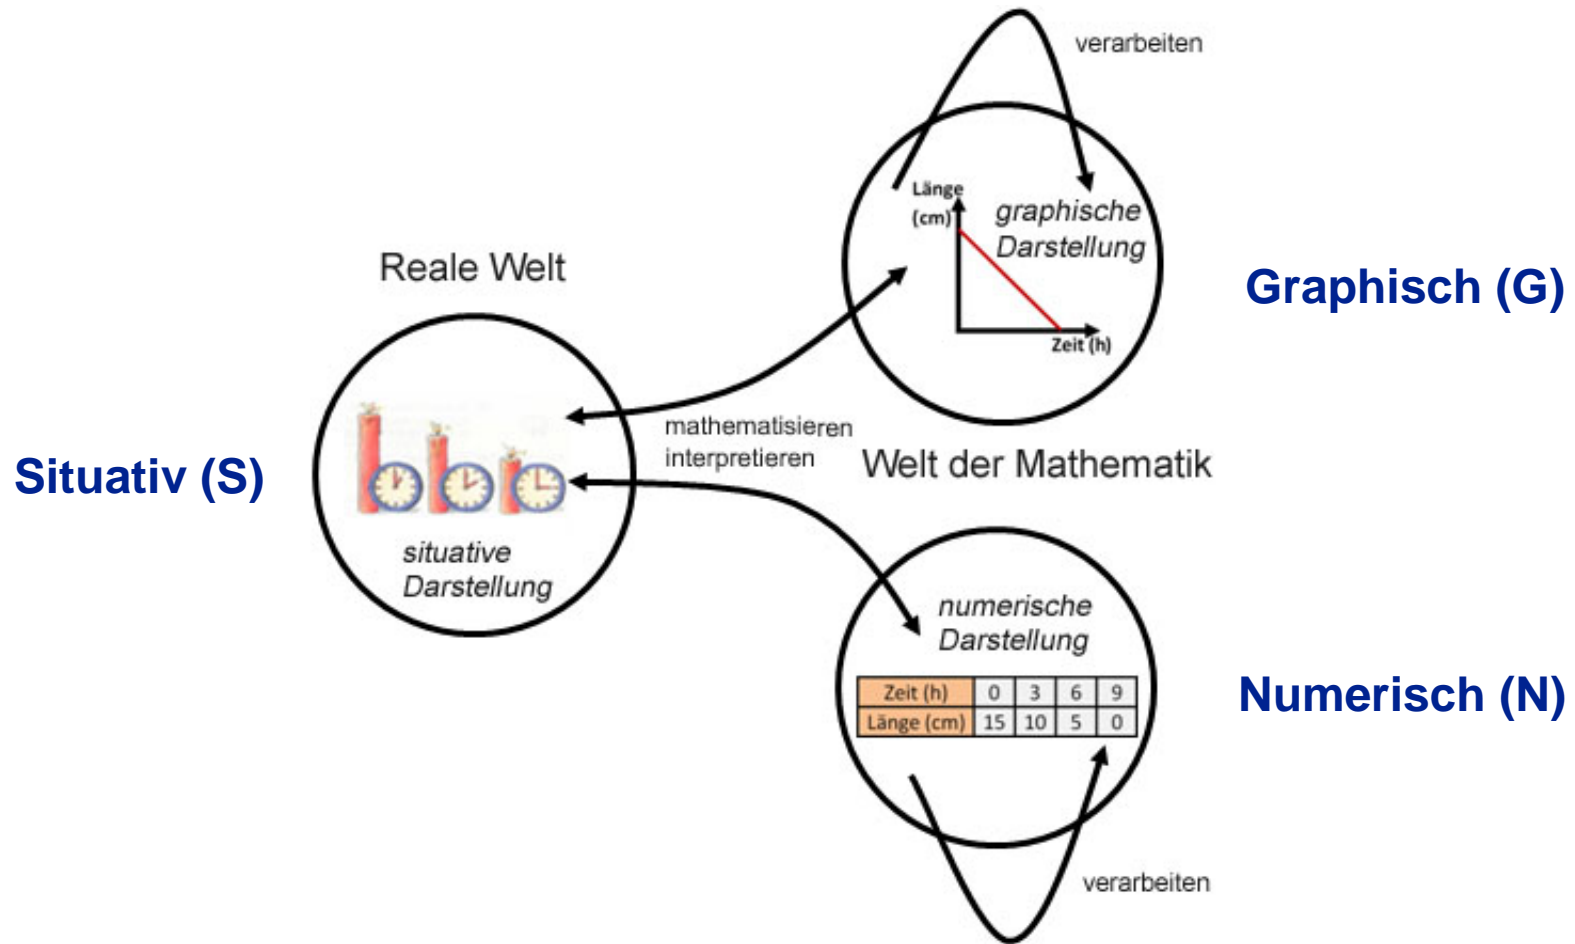 verarbeiten
Länge
(cm)
graphische
Darstellung
Zeit (h)
Graphisch (G)
Reale Welt
mathematisieren
interpretieren
Welt der Mathematik
Situativ (S)
situative
Darstellung
numerische
Darstellung
Zeit (h) 0 3 6 9
Länge (cm) 15 10 5 0
Numerisch (N)
verarbeiten